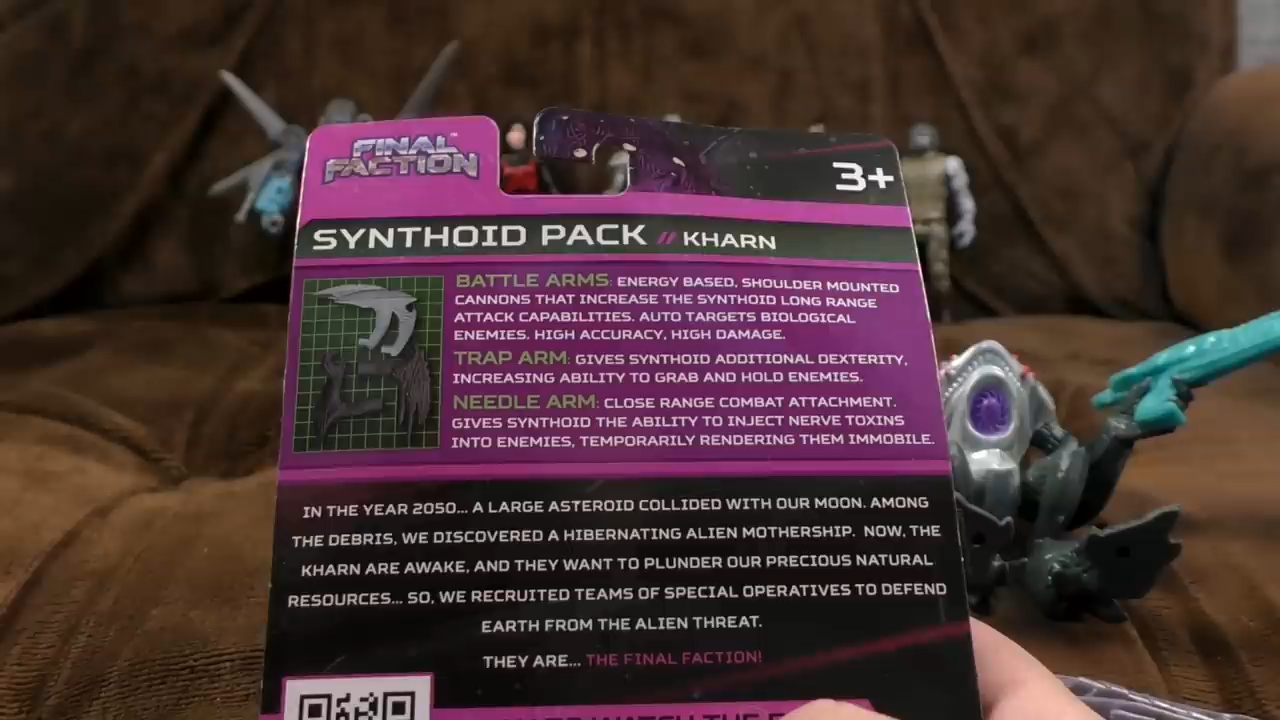 FINAL
FACTION™
3+
SYNTHOID PACK // KHARN
BATTLE ARMS: ENERGY BASED, SHOULDER MOUNTED
CANNONS THAT INCREASE THE SYNTHOID LONG RANGE
ATTACK CAPABILITIES. AUTO TARGETS BIOLOGICAL
ENEMIES. HIGH ACCURACY, HIGH DAMAGE.
TRAP ARM: GIVES SYNTHOID ADDITIONAL DEXTERITY,
INCREASING ABILITY TO GRAB AND HOLD ENEMIES.
NEEDLE ARM: CLOSE RANGE COMBAT ATTACHMENT.
GIVES SYNTHOID THE ABILITY TO INJECT NERVE TOXINS
INTO ENEMIES, TEMPORARILY RENDERING THEM IMMOBILE.
IN THE YEAR 2050... A LARGE ASTEROID COLLIDED WITH OUR MOON. AMONG
THE DEBRIS, WE DISCOVERED A HIBERNATING ALIEN MOTHERSHIP. NOW, THE
KHARN ARE AWAKE, AND THEY WANT TO PLUNDER OUR PRECIOUS NATURAL
RESOURCES... SO, WE RECRUITED TEAMS OF SPECIAL OPERATIVES TO DEFEND
EARTH FROM THE ALIEN THREAT.
THEY ARE... THE FINAL FACTION!
TO WATCH THE